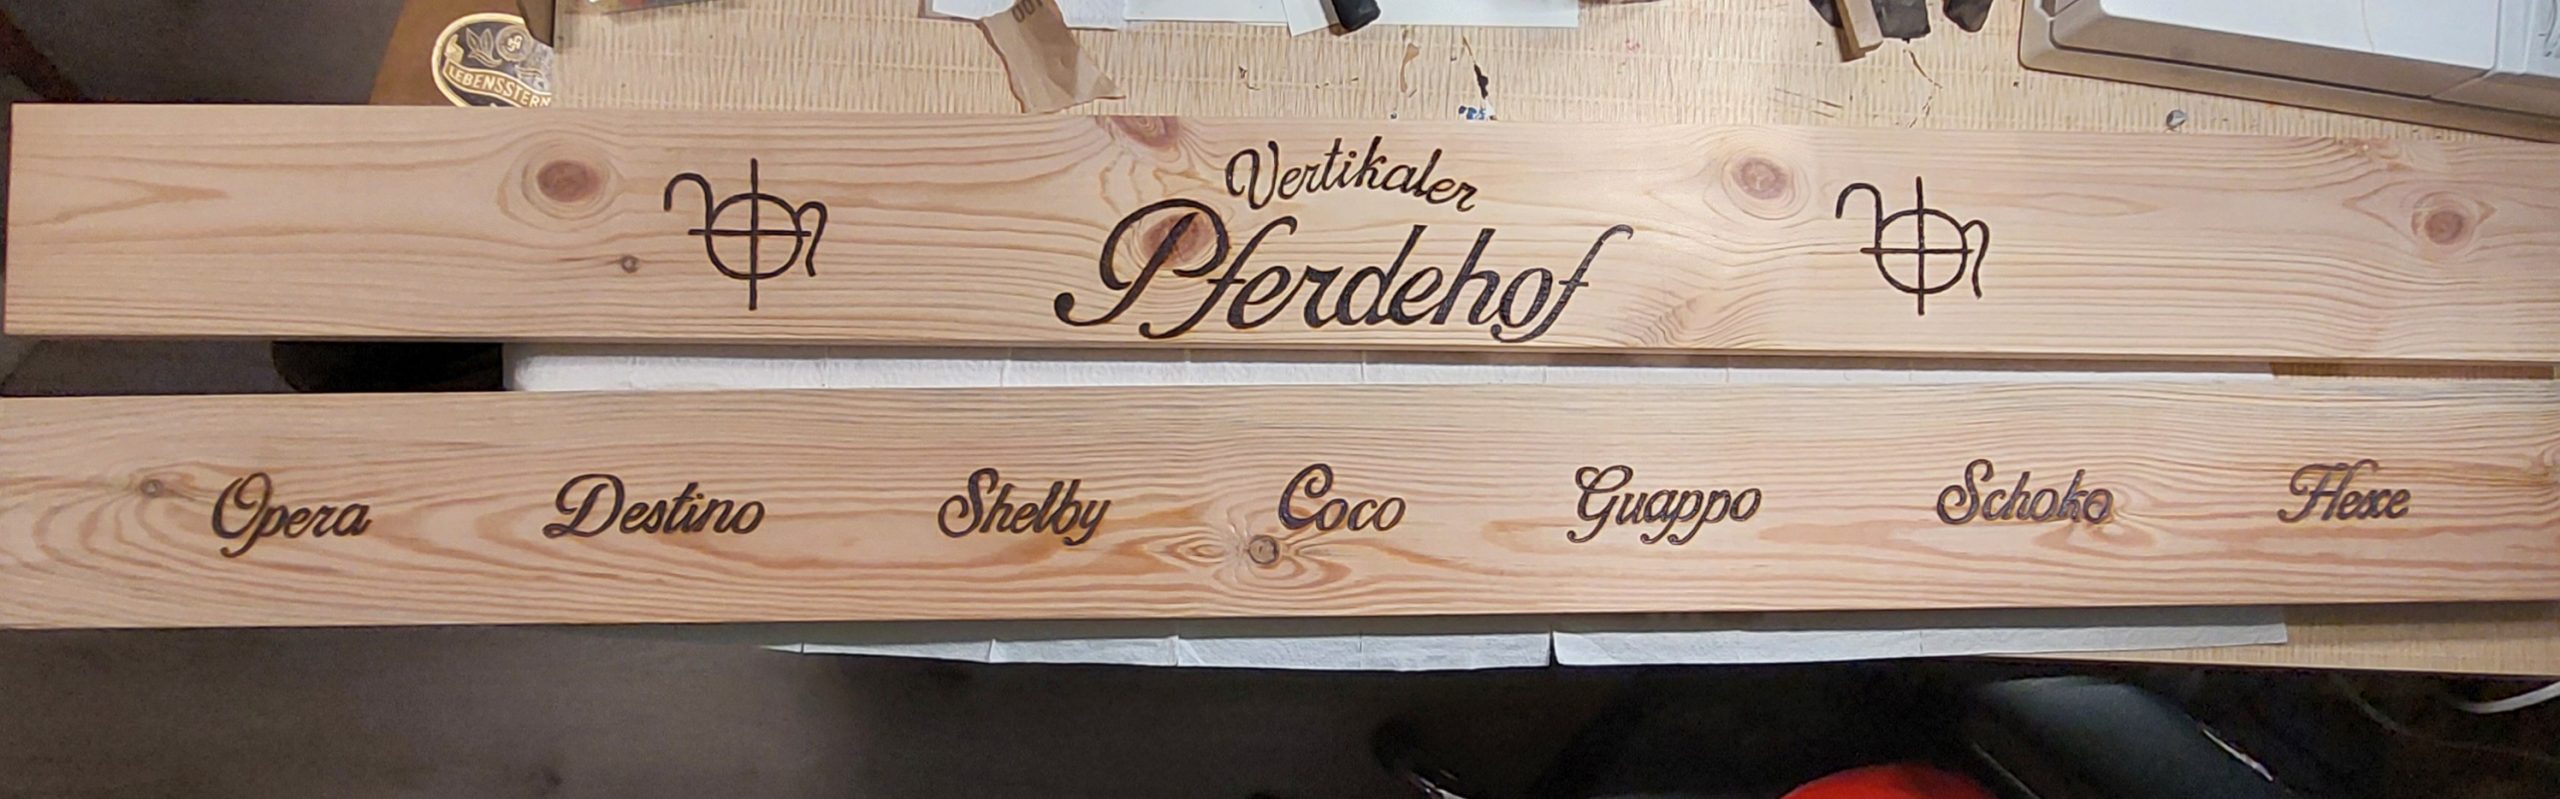 LEBENSSTERN
Vertikaler
Pferdehof
Opera Destino Shelby Coco Guappo Schoko Hexe